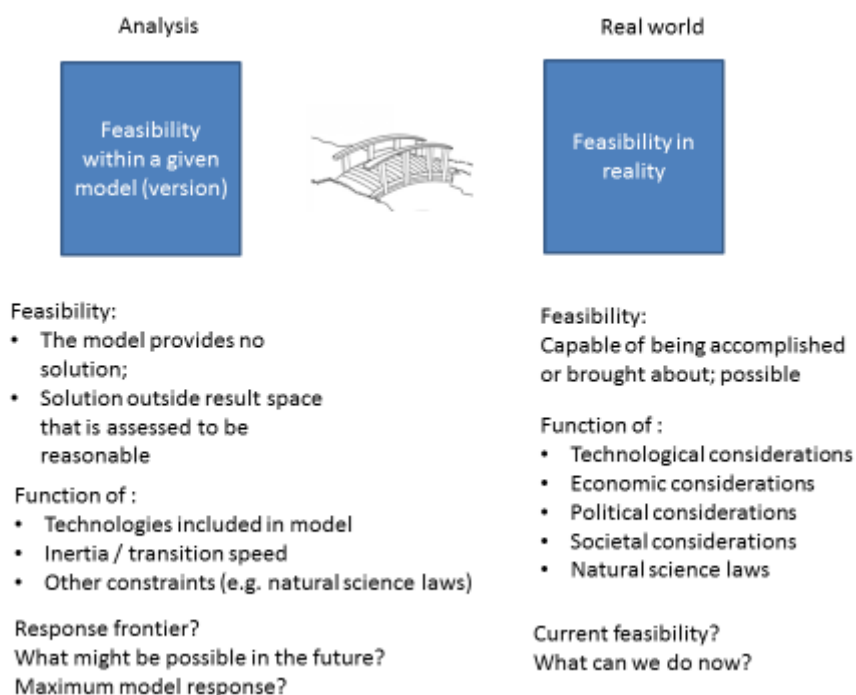 Analysis
Feasibility
within a given
model (version)
Feasibility:
• The model provides no
solution;
• Solution outside result space
that is assessed to be
reasonable
Function of :
• Technologies included in model
• Inertia / transition speed
• Other constraints (e.g. natural science laws)
Response frontier?
What might be possible in the future?
Maximum model response?
Real world
Feasibility in
reality
Feasibility:
Capable of being accomplished
or brought about; possible
Function of :
• Technological considerations
• Economic considerations
• Political considerations
• Societal considerations
• Natural science laws
Current feasibility?
What can we do now?